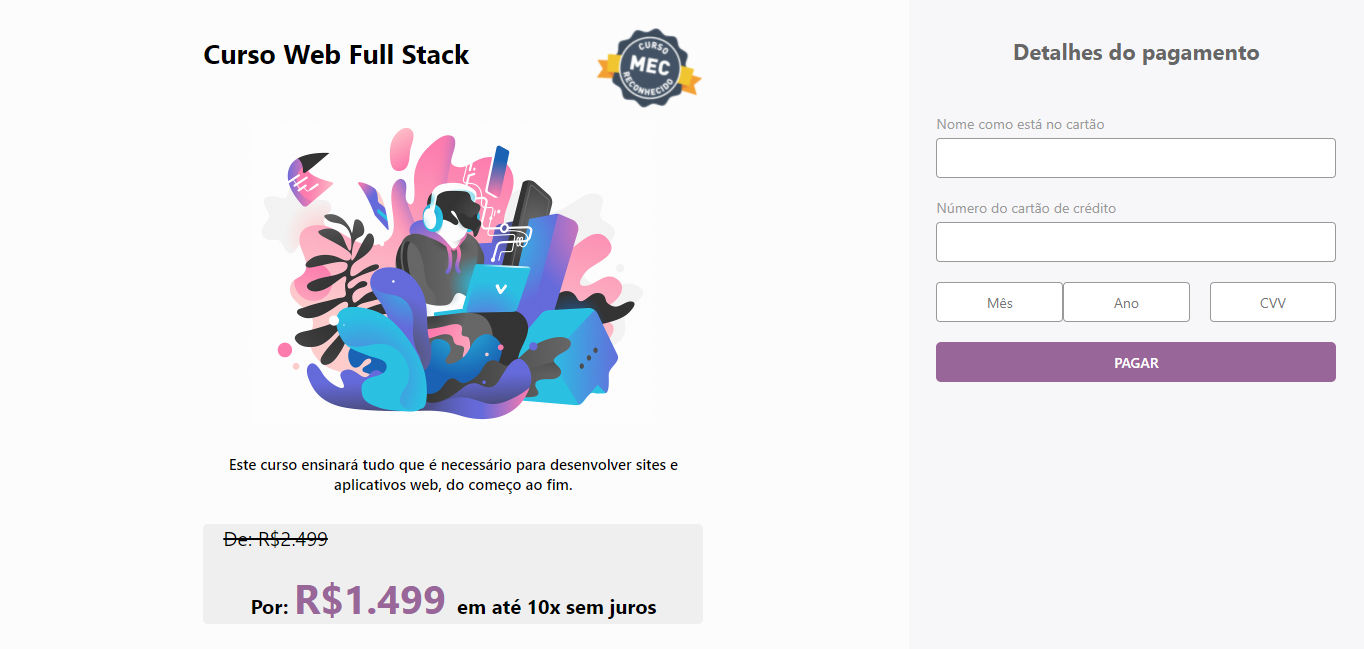 Curso Web Full Stack
CURSO
MEC
RECONHECIDO
Este curso ensinará tudo que é necessário para desenvolver sites e
aplicativos web, do começo ao fim.
De: R$2.499
Por: R$1.499 em até 10x sem juros
Detalhes do pagamento
Nome como está no cartão
Número do cartão de crédito
Mês Ano CVV
PAGAR